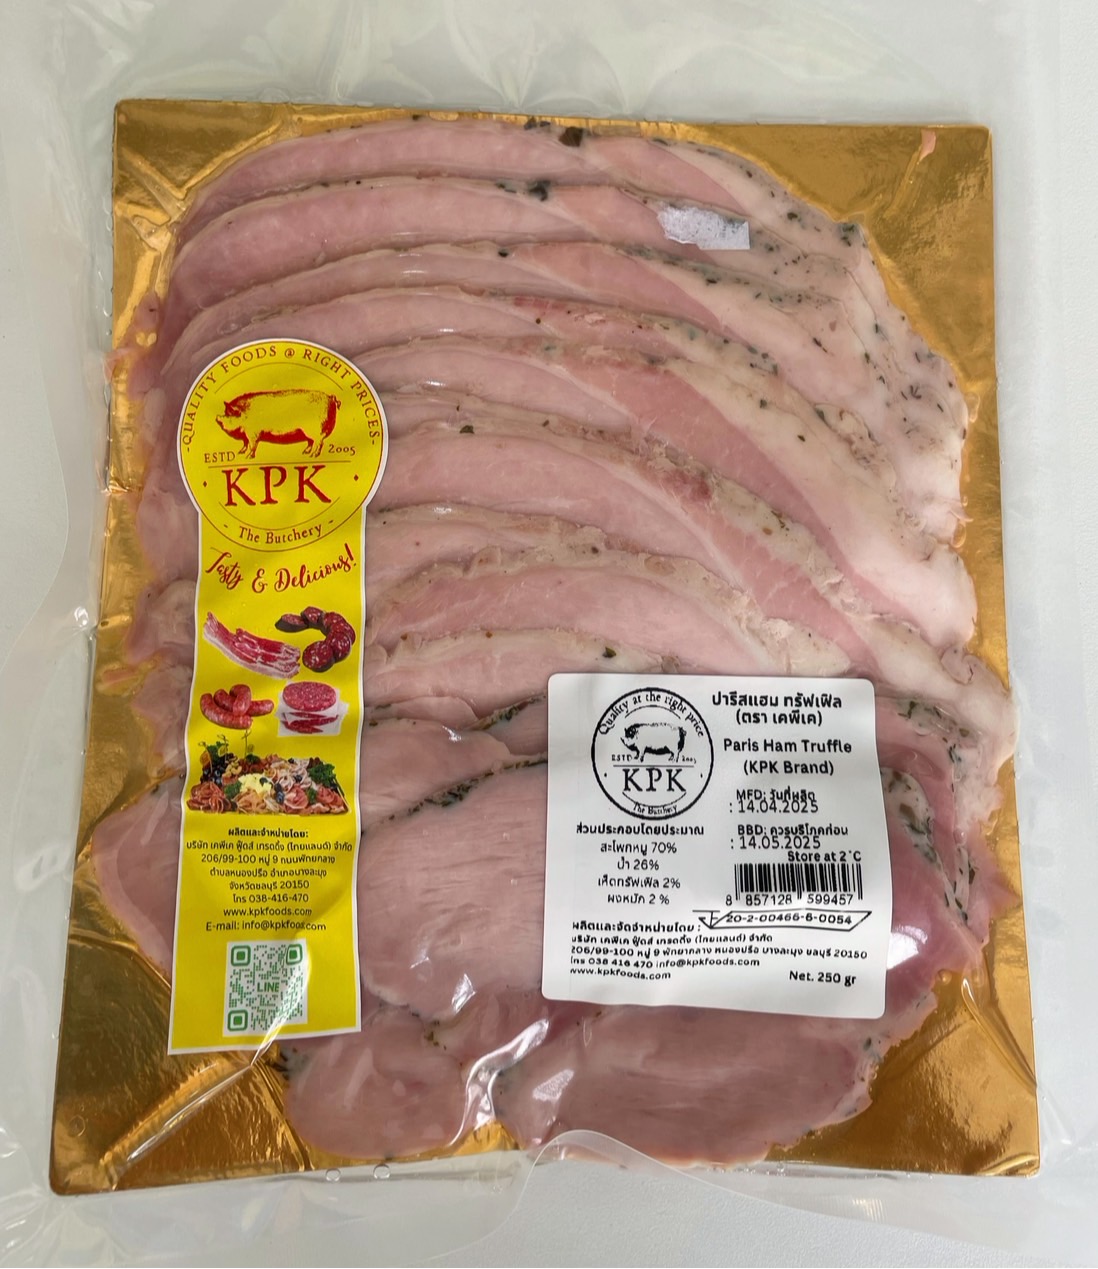 -QUALITY FOODS @ RIGHT PRICES-
ESTD 2005
· KPK ·
- The Butchery -
Tasty & Delicious!
ผลิตและจำหน่ายโดย:
บริษัท เคพีเค ฟู้ดส์ เทรดดิ้ง (ไทยแลนด์) จำกัด
206/99-100 หมู่ 9 ถนนพัทยากลาง
ตำบลหนองปรือ อำเภอบางละมุง
จังหวัดชลบุรี 20150
โทร 038-416-470
www.kpkfoods.com
E-mail: info@kpkfoo
LINE
Quality at the right price
ESTD 2005
· KPK ·
The Butchery
ปารีสแฮม ทรัฟเฟิล
(ตรา เคพีเค)
Paris Ham Truffle
(KPK Brand)
MFD: วันที่ผลิต
: 14.04.2025
BBD: ควรบริโภคก่อน
: 14.05.2025
Store at 2°C
ส่วนประกอบโดยประมาณ
สะโพกหมู 70%
น้ำ 26%
เห็ดทรัฟเฟิล 2%
ผงหมัก 2 %
8 857128 599457
20-2-00466-6-0054
ผลิตและจัดจำหน่ายโดย :
บริษัท เคพีเค ฟู้ดส์ เทรดดิ้ง (ไทยแลนด์) จำกัด
206/99-100 หมู่ 9 พัทยากลาง หนองปรือ บางละมุง ชลบุรี 20150
โทร 038 416 470 info@kpkfoods.com
www.kpkfoods.com
Net. 250 gr